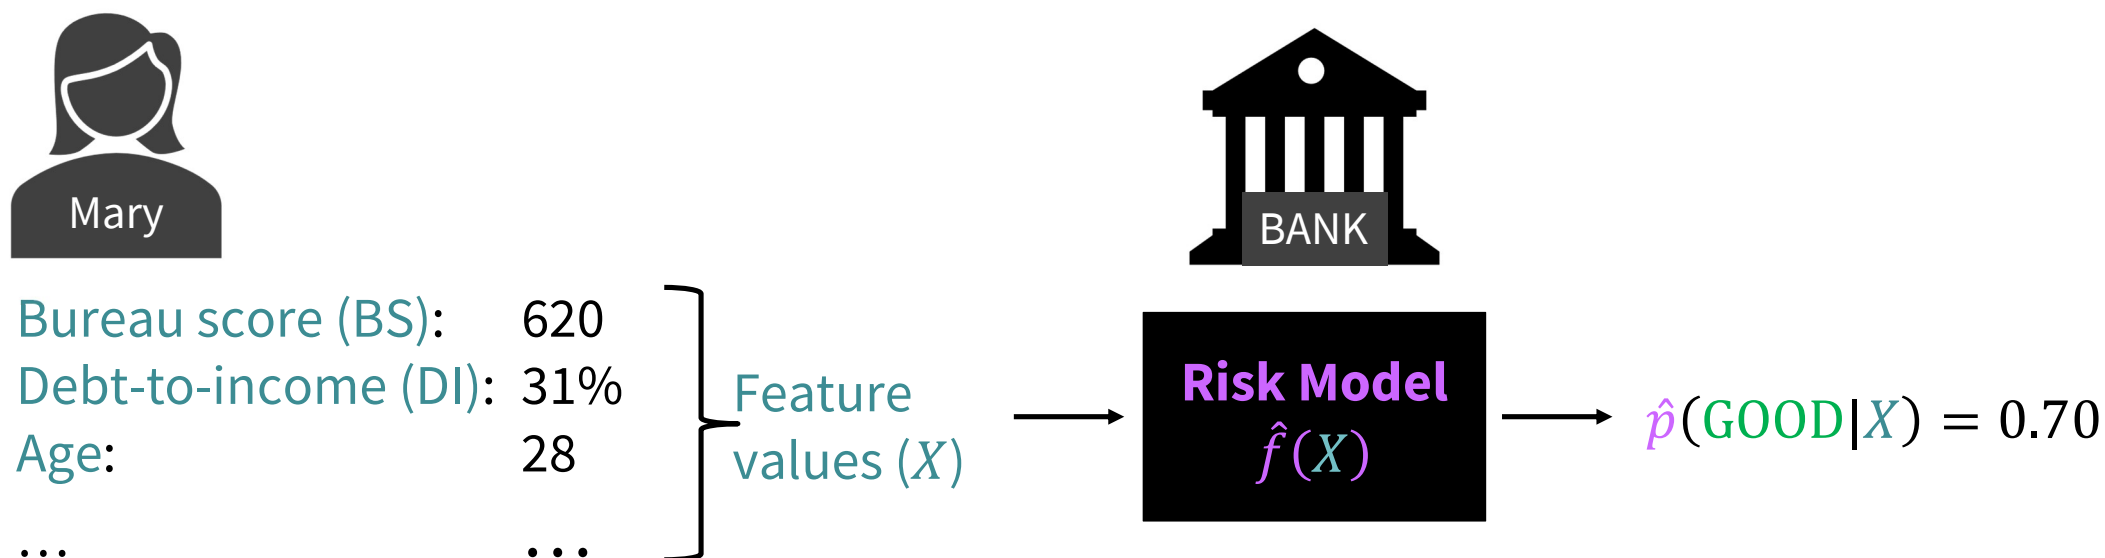 Mary
BANK
Bureau score (BS): 620
Debt-to-income (DI): 31%
Age: 28
... ...
Feature
values (X)
Risk Model
f̂(X)
p̂(GOOD|X) = 0.70